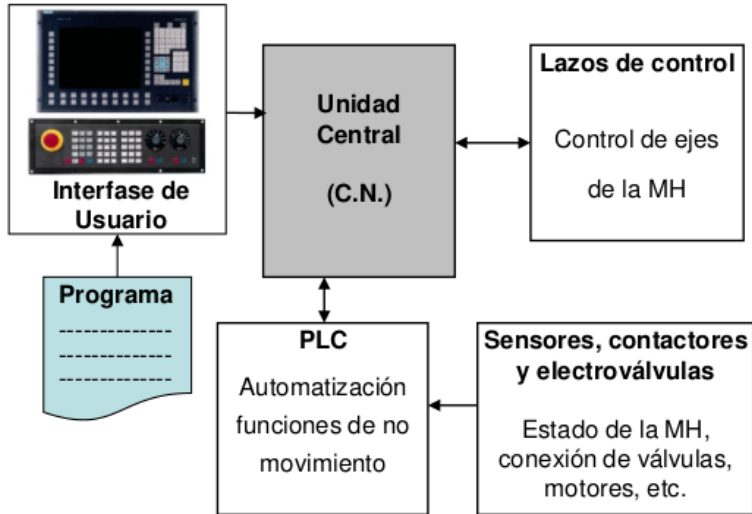 Interfase de
Usuario
Programa
-------------
-------------
-------------
Unidad
Central
(C.N.)
Lazos de control
Control de ejes
de la MH
PLC
Automatización
funciones de no
movimiento
Sensores, contactores
y electroválvulas
Estado de la MH,
conexión de válvulas,
motores, etc.